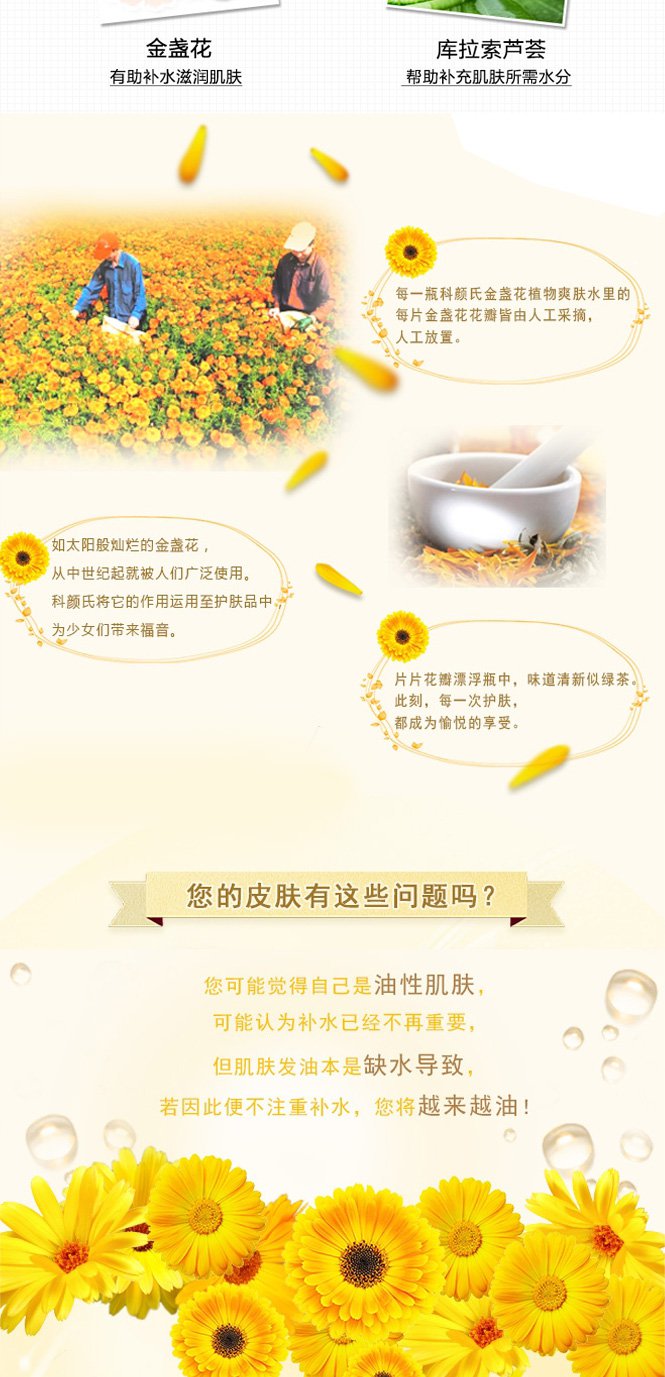 金盏花
有助补水滋润肌肤
库拉索芦荟
帮助补充肌肤所需水分
每一瓶科颜氏金盏花植物爽肤水里的
每片金盏花花瓣皆由人工采摘，
人工放置。
如太阳般灿烂的金盏花，
从中世纪起就被人们广泛使用。
科颜氏将它的作用运用至护肤品中
为少女们带来福音。
片片花瓣漂浮瓶中，味道清新似绿茶。
此刻，每一次护肤，
都成为愉悦的享受。
您的皮肤有这些问题吗？
您可能觉得自己是油性肌肤，
可能认为补水已经不再重要，
但肌肤发油本是缺水导致，
若因此便不注重补水，您将越来越油！